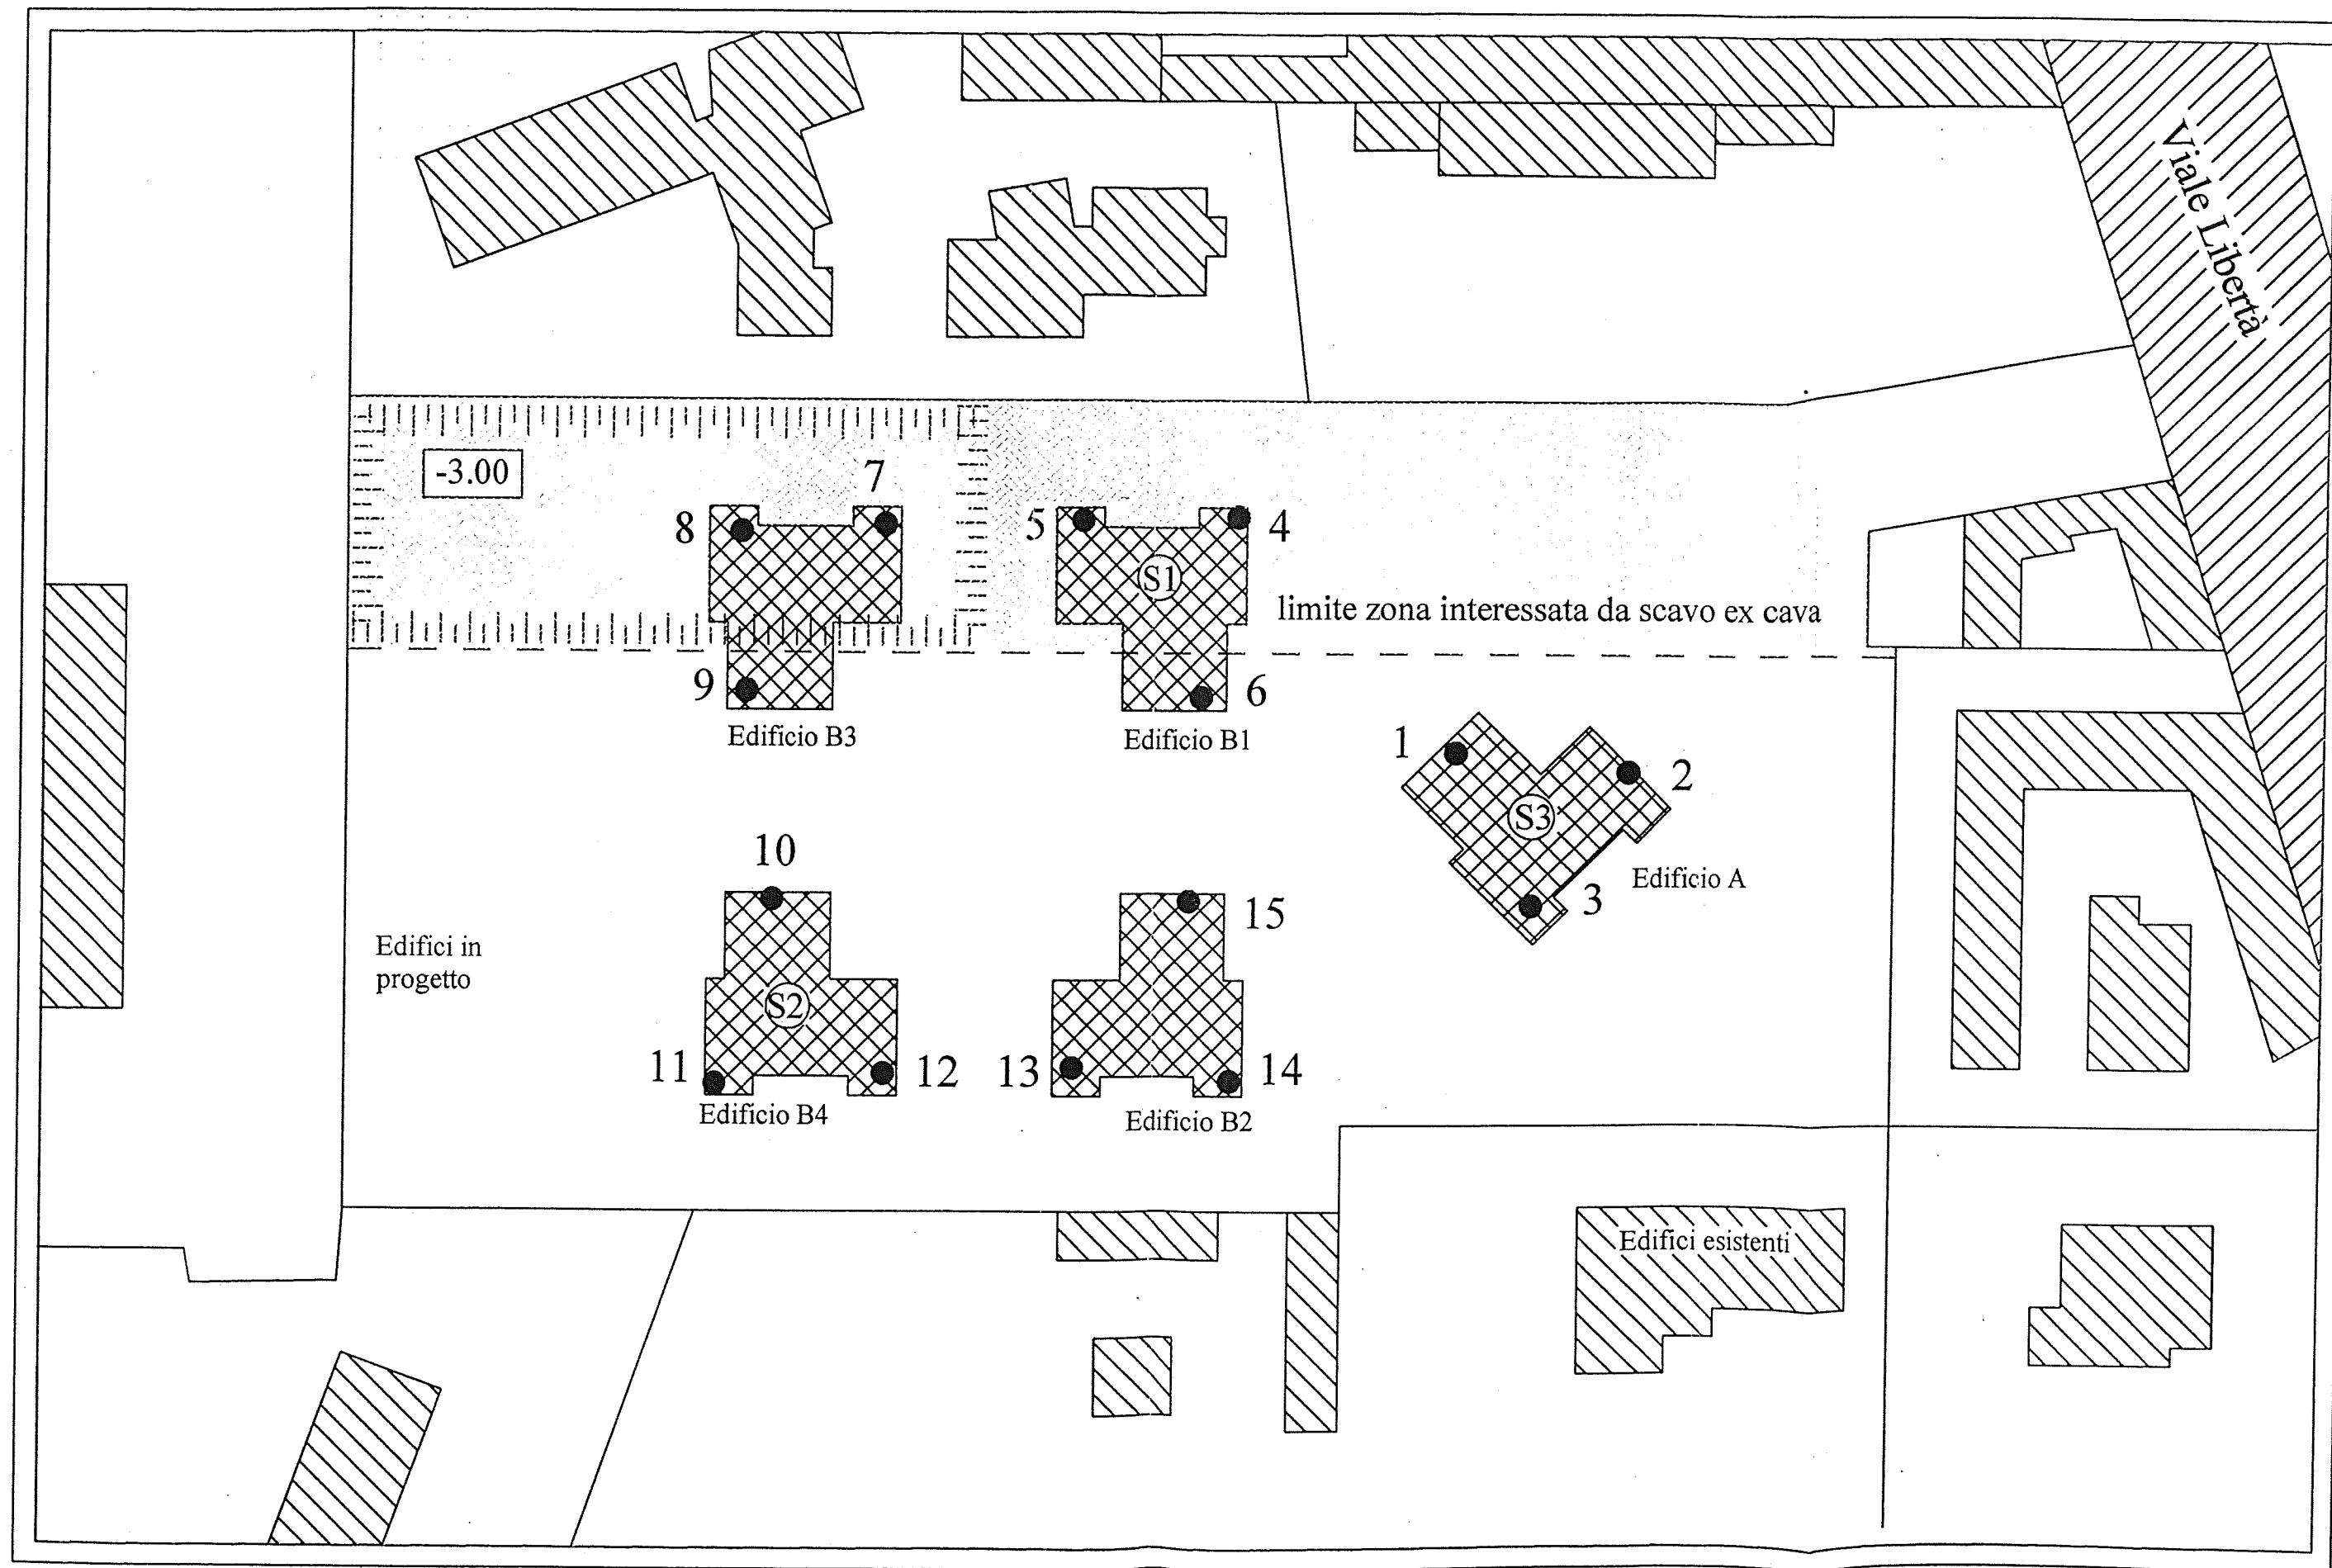 Viale Libertà
-3.00
7
8
5
4
S1
limite zona interessata da scavo ex cava
9
6
Edificio B3
Edificio B1
1
2
S3
10
Edificio A
15
3
Edifici in
progetto
S2
11
12
13
14
Edificio B4
Edificio B2
Edifici esistenti